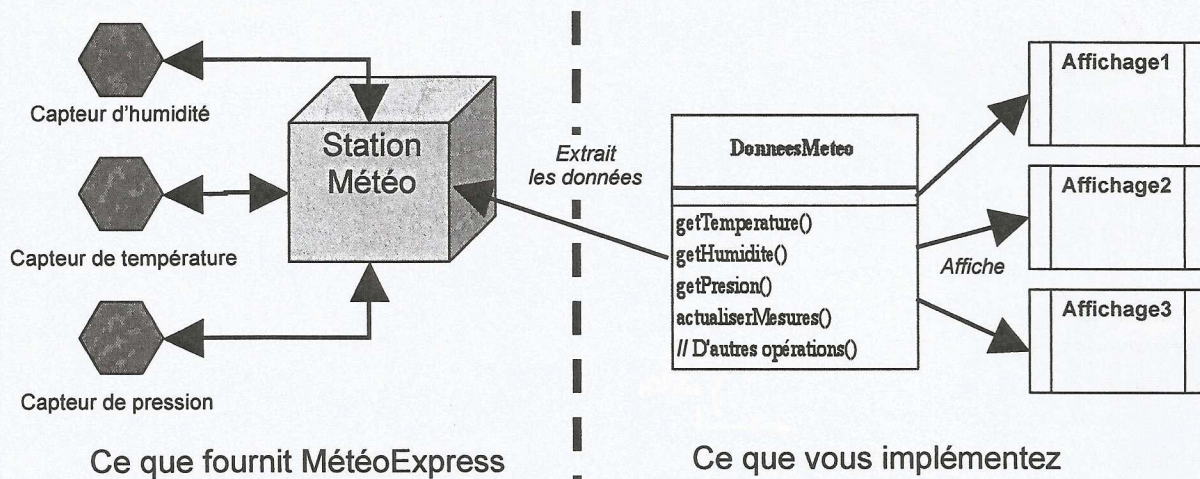 Capteur d'humidité
Station
Météo
Capteur de température
Capteur de pression
Ce que fournit MétéoExpress
Extrait
les données
DonneesMeteo
getTemperature()
getHumidite()
getPresion()
actualiserMesures()
// D'autres opérations()
Affiche
Affichage1
Affichage2
Affichage3
Ce que vous implémentez